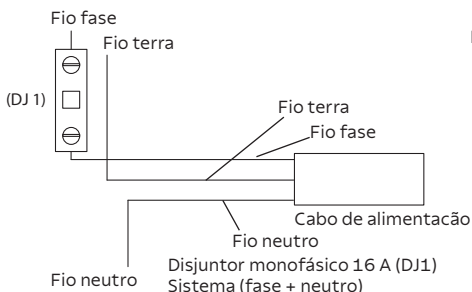 Fio fase
Fio terra
(DJ 1)
Fio terra
Fio fase
Cabo de alimentacão
Fio neutro
Disjuntor monofásico 16 A (DJ1)
Fio neutro
Sistema (fase + neutro)